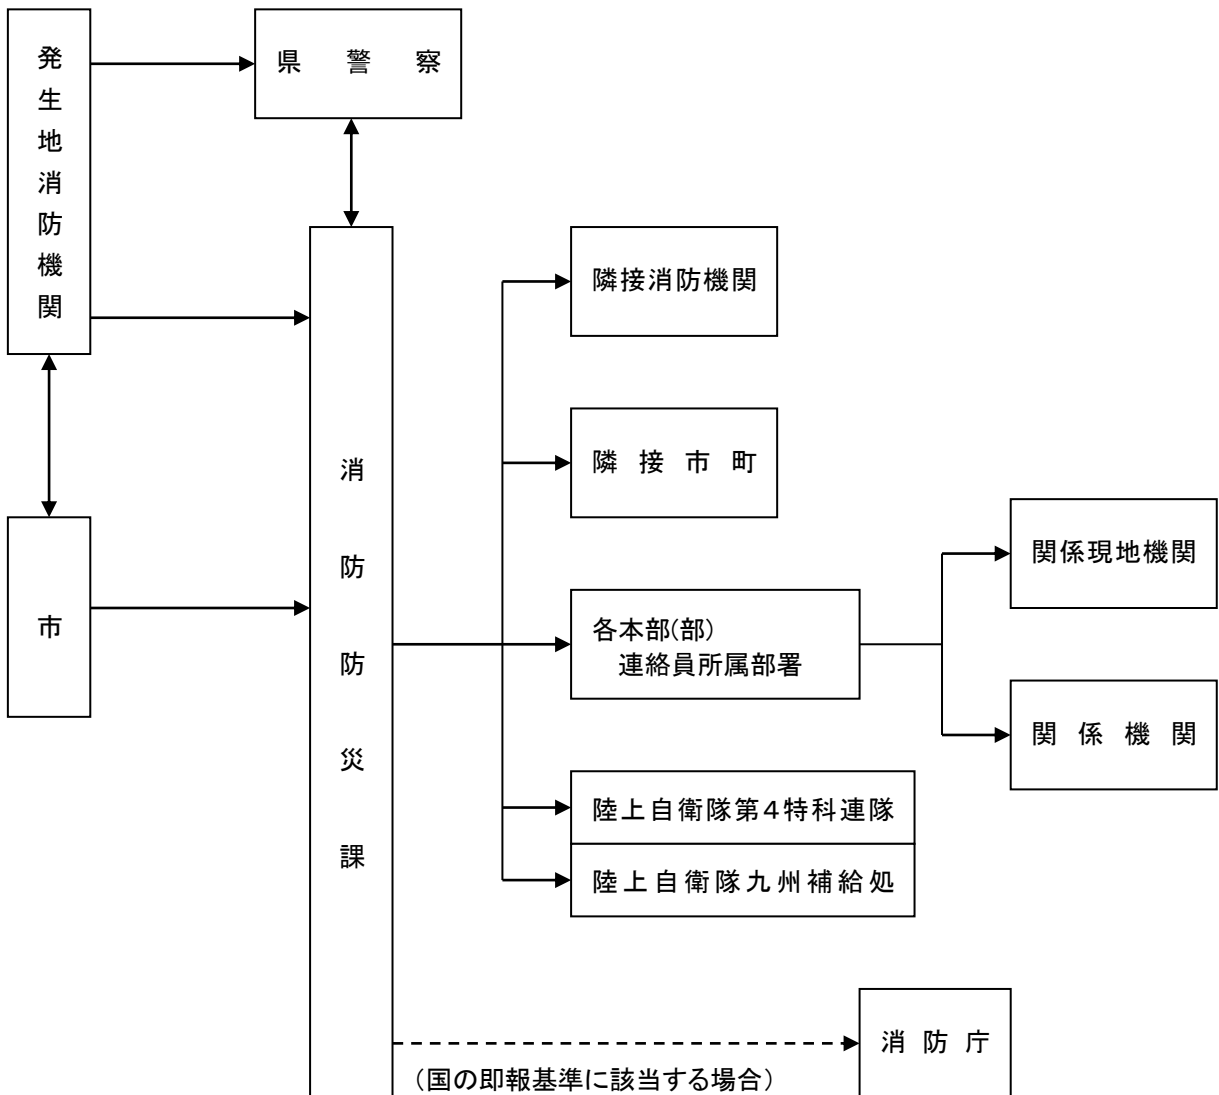 発生地消防機関
県警察
隣接消防機関
隣接市町
消防防災課
関係現地機関
市
各本部(部)
連絡員所属部署
関係機関
陸上自衛隊第4特科連隊
陸上自衛隊九州補給処
消防庁
（国の即報基準に該当する場合）